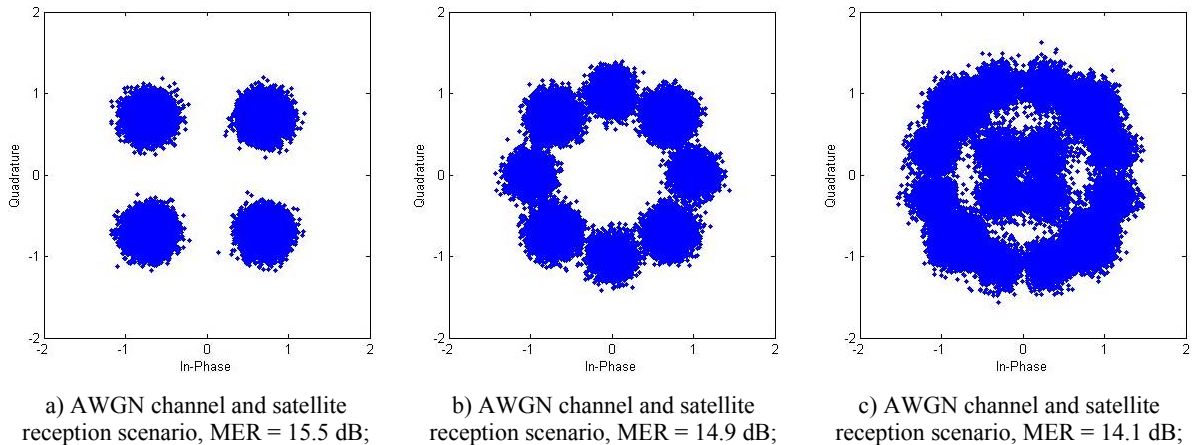 2
1
0
-1
-2
-2
-1
0
1
2
Quadrature
In-Phase
2
1
0
-1
-2
-2
-1
0
1
2
Quadrature
In-Phase
2
1
0
-1
-2
-2
-1
0
1
2
Quadrature
In-Phase
a) AWGN channel and satellite
reception scenario, MER = 15.5 dB;
b) AWGN channel and satellite
reception scenario, MER = 14.9 dB;
c) AWGN channel and satellite
reception scenario, MER = 14.1 dB;